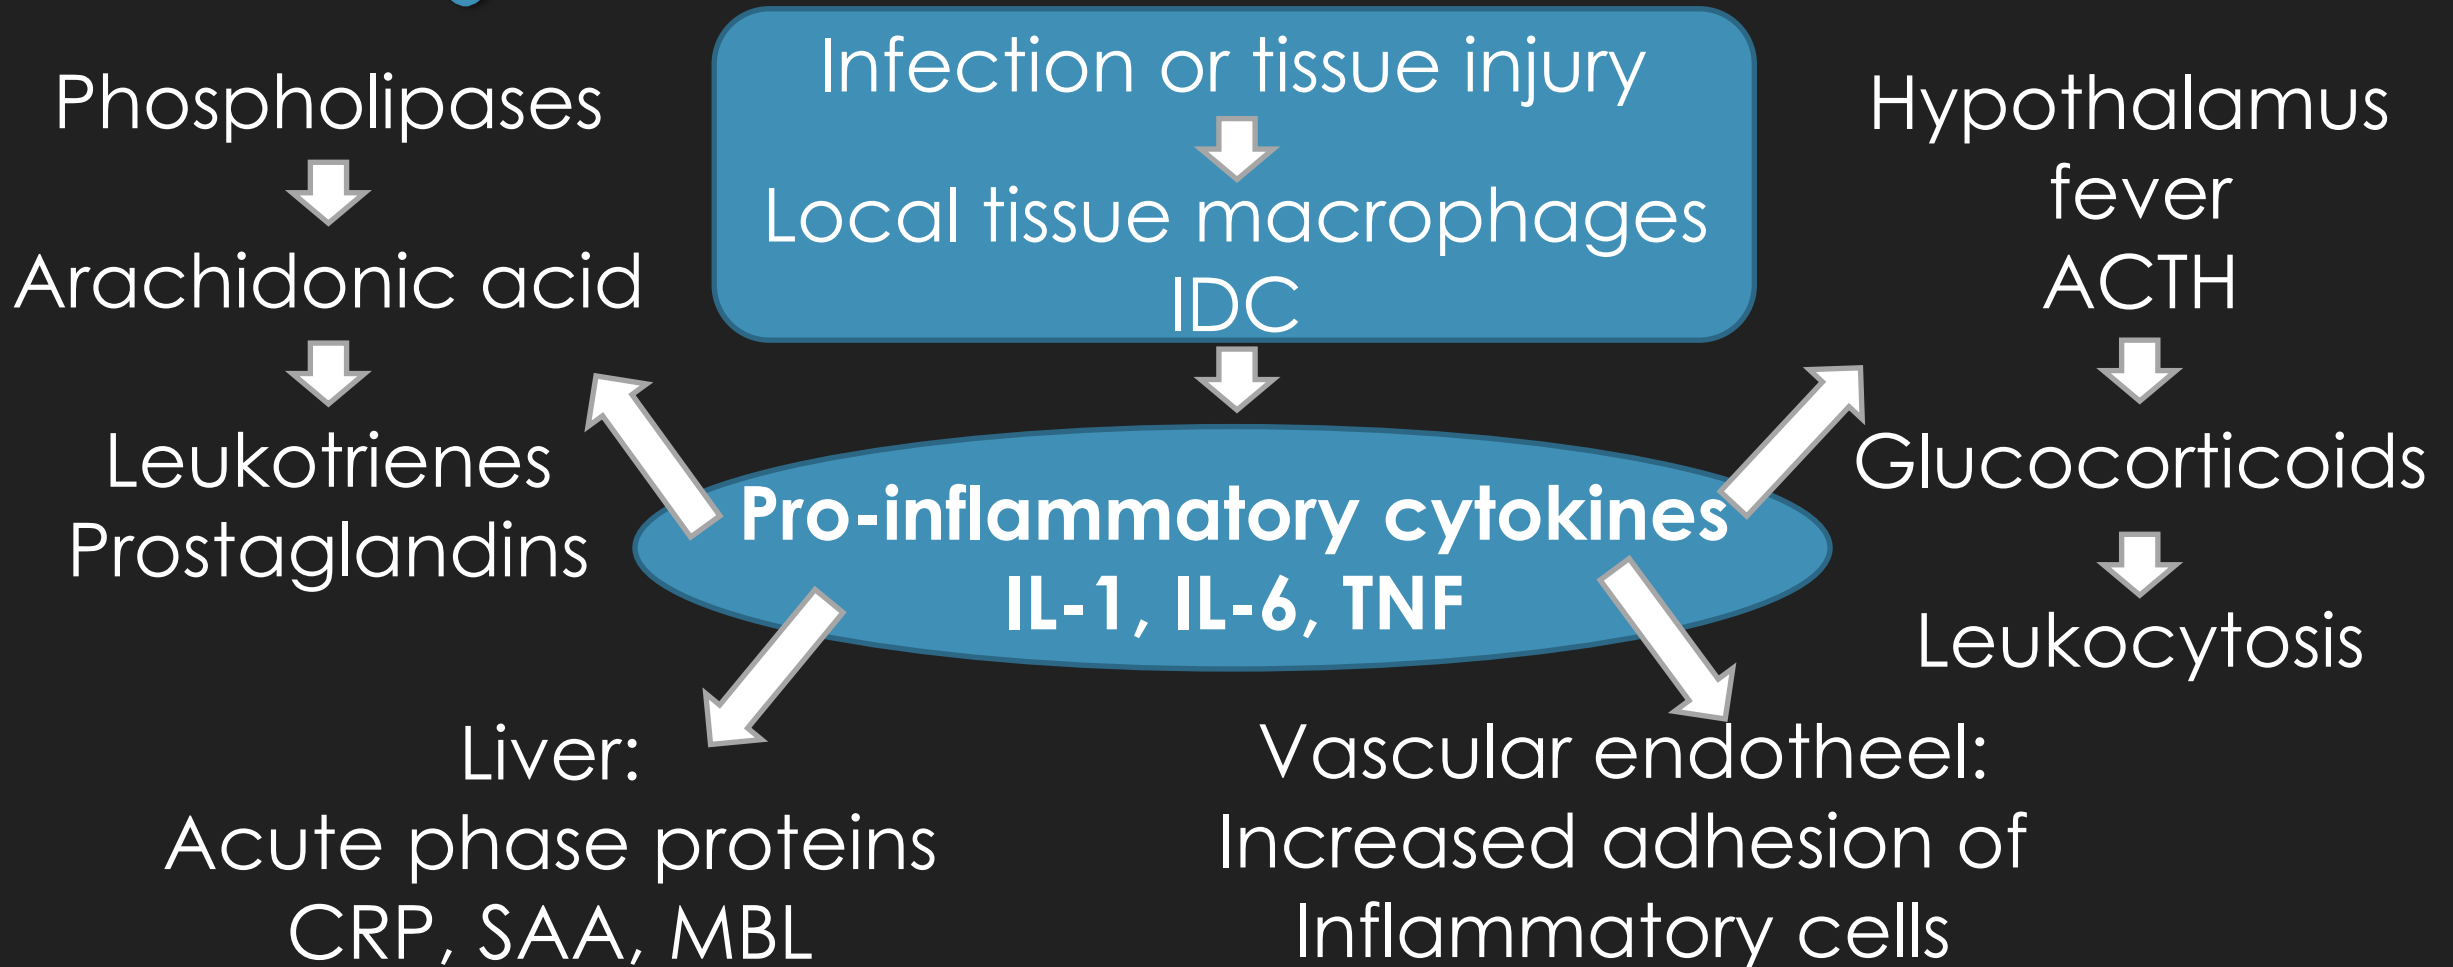 Phospholipases
Arachidonic acid
Leukotrienes
Prostaglandins
Infection or tissue injury
Local tissue macrophages
IDC
Pro-inflammatory cytokines
IL-1, IL-6, TNF
Hypothalamus
fever
ACTH
Glucocorticoids
Leukocytosis
Liver:
Acute phase proteins
CRP, SAA, MBL
Vascular endotheel:
Increased adhesion of
Inflammatory cells